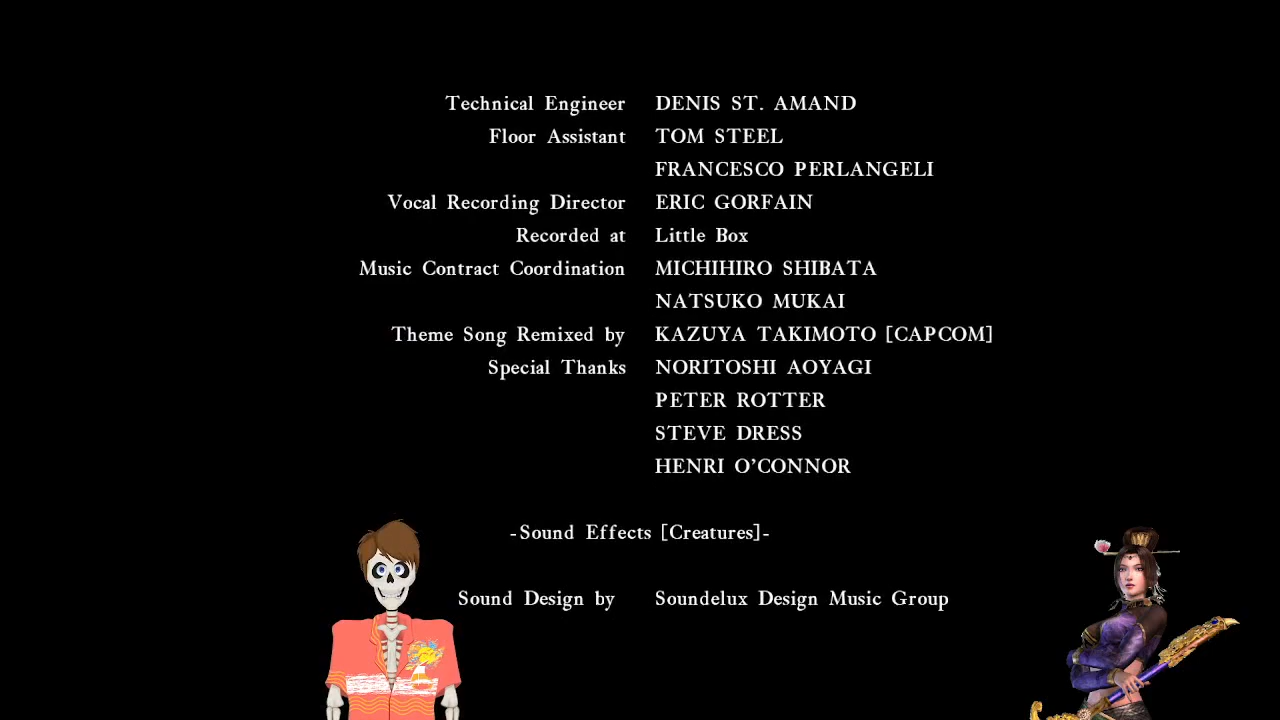 Technical Engineer DENIS ST. AMAND
Floor Assistant TOM STEEL
FRANCESCO PERLANGELI
Vocal Recording Director ERIC GORFAIN
Recorded at Little Box
Music Contract Coordination MICHIHIRO SHIBATA
NATSUKO MUKAI
Theme Song Remixed by KAZUYA TAKIMOTO [CAPCOM]
Special Thanks NORITOSHI AOYAGI
PETER ROTTER
STEVE DRESS
HENRI O'CONNOR
-Sound Effects [Creatures]-
Sound Design by Soundelux Design Music Group